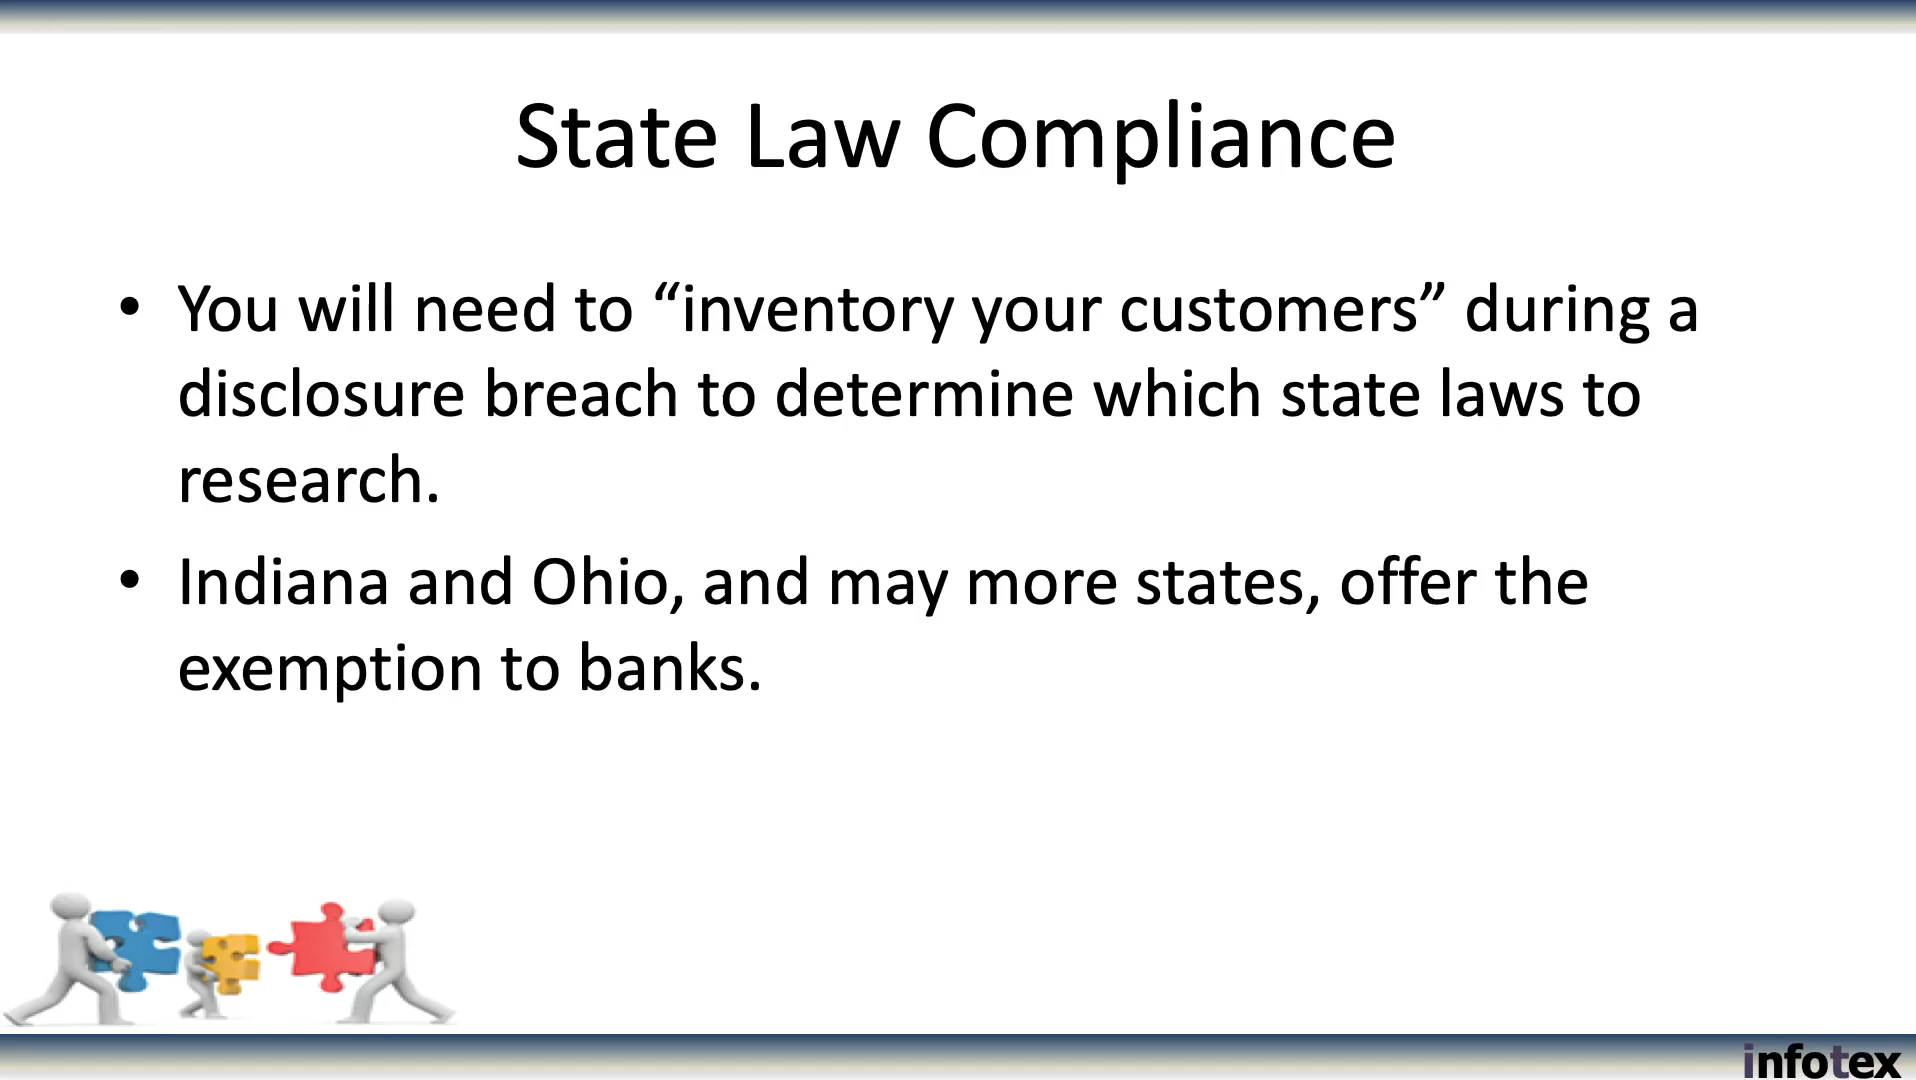 State Law Compliance
• You will need to “inventory your customers” during a
disclosure breach to determine which state laws to
research.
• Indiana and Ohio, and may more states, offer the
exemption to banks.
infotex